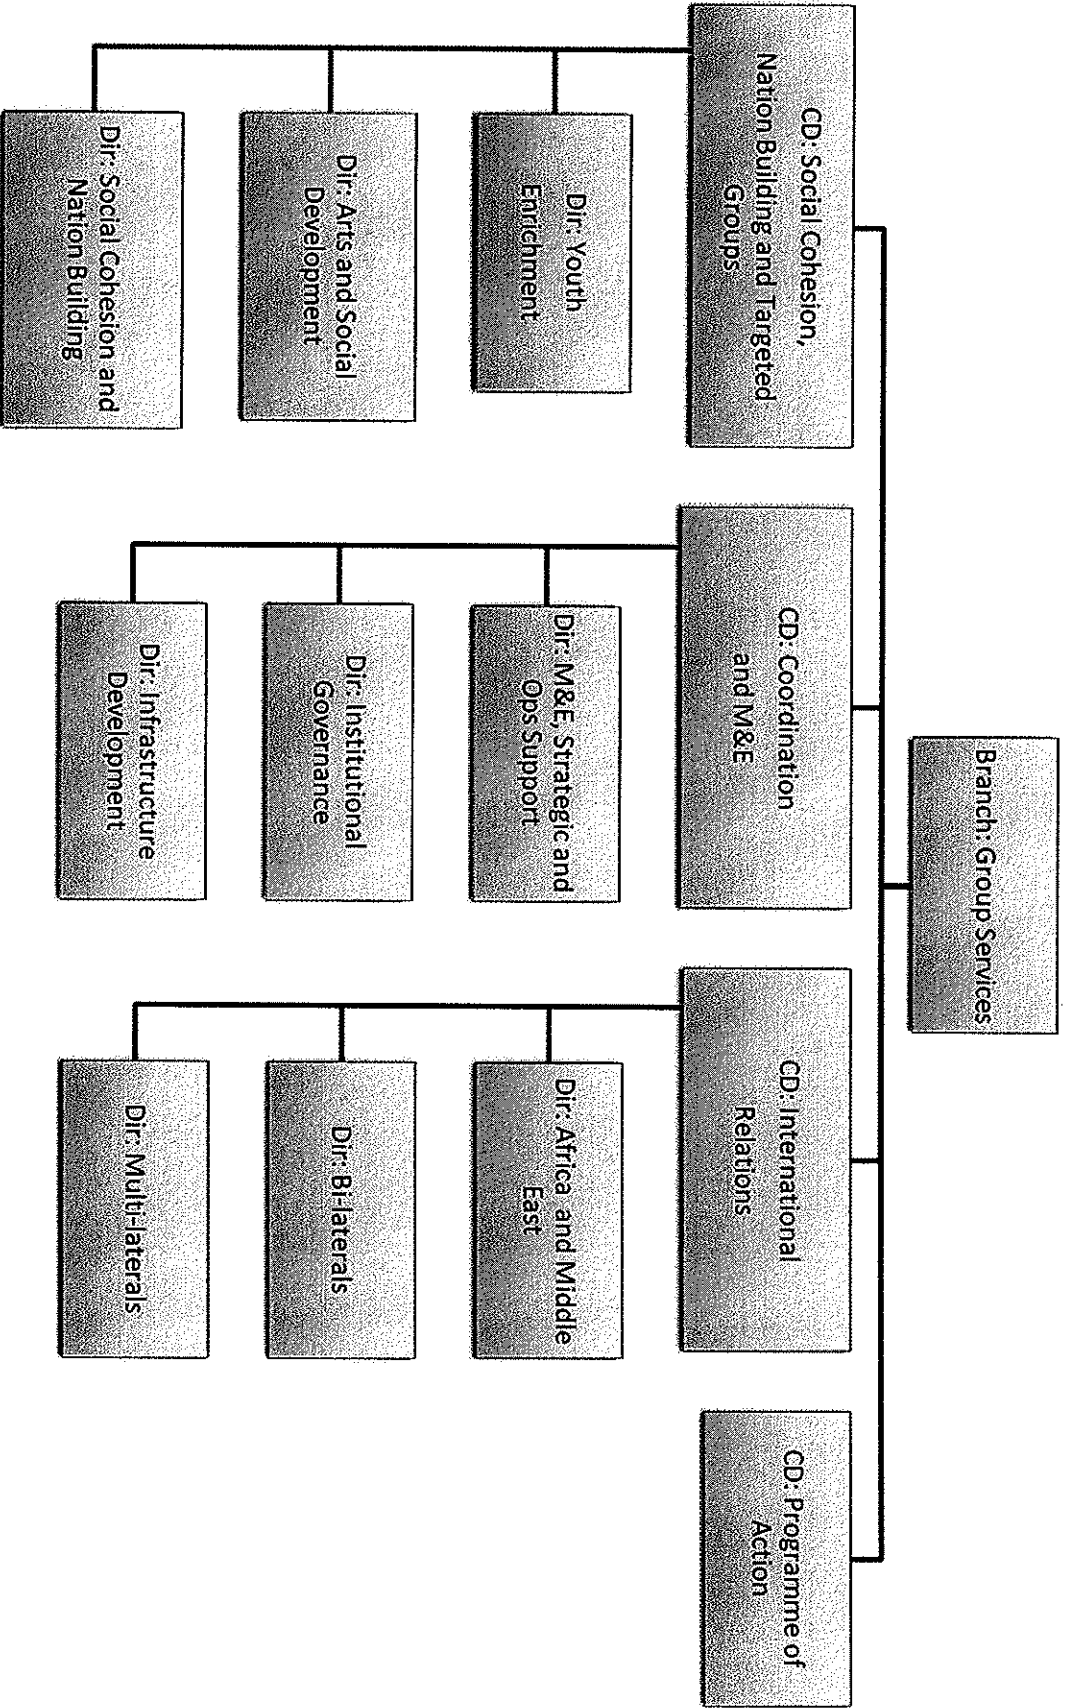 Branch: Group Services
CD: Social Cohesion,
Nation Building and Targeted
Groups
Dir: Youth
Enrichment
Dir: Arts and Social
Development
Dir: Social Cohesion and
Nation Building
CD: Coordination
and M&E
Dir: M&E, Strategic and
Ops Support
Dir: Institutional
Governance
Dir: Infrastructure
Development
CD: International
Relations
Dir: Africa and Middle
East
Dir: Bi-laterals
Dir: Multi-laterals
CD: Programme of
Action